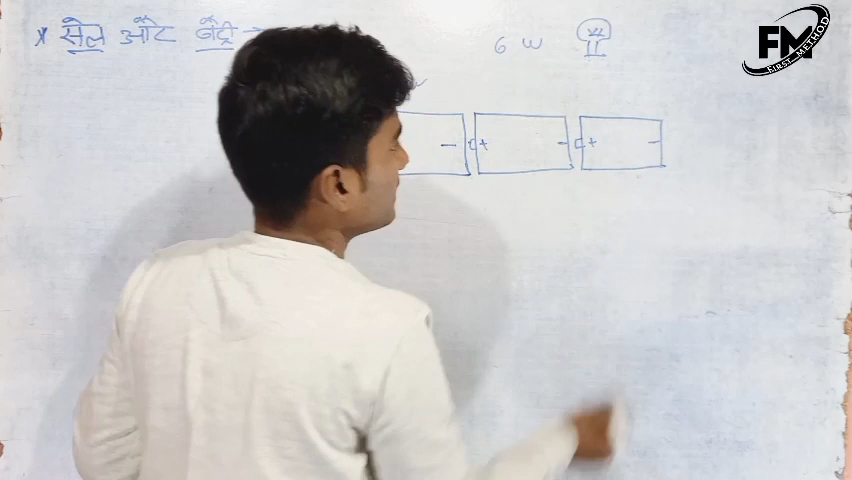 * सेल और बैट्री -
6 W
- + - + -
FM
FIRST METHOD